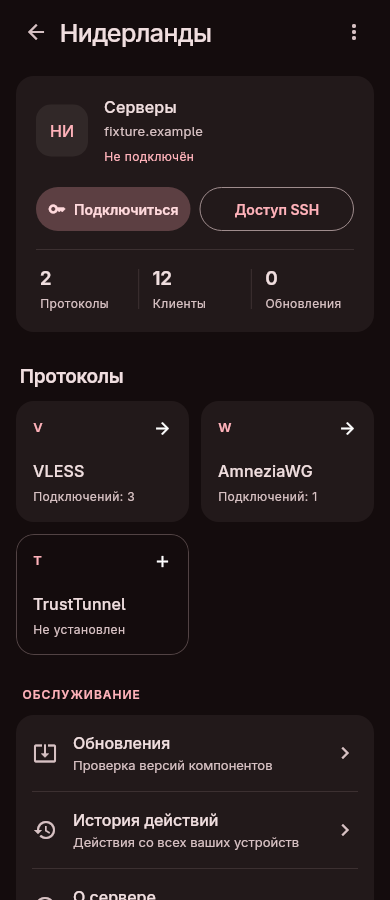 Нидерланды
НИ
Серверы
fixture.example
Не подключён
Подключиться
Доступ SSH
2
Протоколы
12
Клиенты
0
Обновления
Протоколы
V
VLESS
Подключений: 3
W
AmneziaWG
Подключений: 1
T
TrustTunnel
Не установлен
ОБСЛУЖИВАНИЕ
Обновления
Проверка версий компонентов
История действий
Действия со всех ваших устройств
О сервере